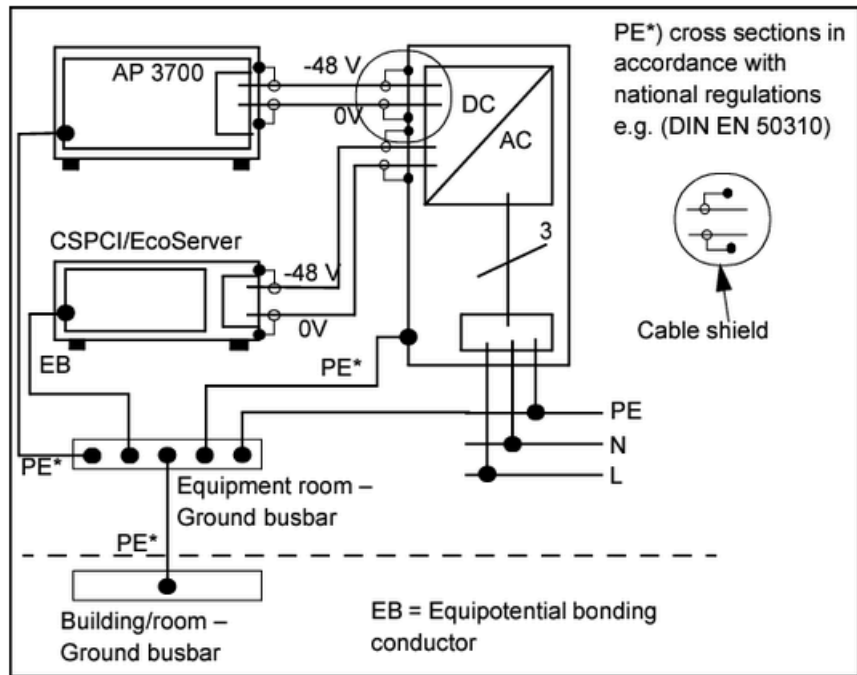 AP 3700
-48 V
0V
DC
AC
3
PE*) cross sections in
accordance with
national regulations
e.g. (DIN EN 50310)
Cable shield
CSPCI/EcoServer
-48 V
0V
EB
PE*
PE
N
L
PE*
Equipment room –
Ground busbar
PE*
Building/room –
Ground busbar
EB = Equipotential bonding
conductor